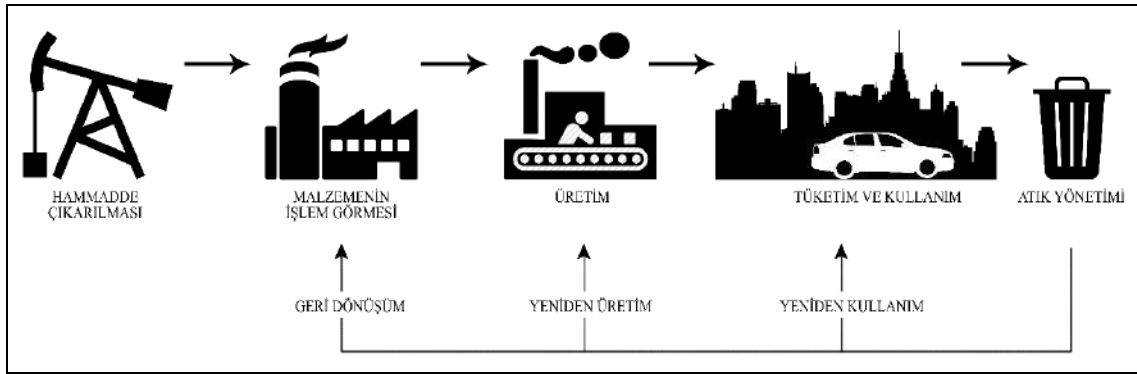 HAMMADDE
ÇIKARILMASI
MALZEMENİN
İŞLEM GÖRMESİ
ÜRETİM
TÜKETİM VE KULLANIM
ATIK YÖNETİMİ
GERİ DÖNÜŞÜM
YENİDEN ÜRETİM
YENİDEN KULLANIM